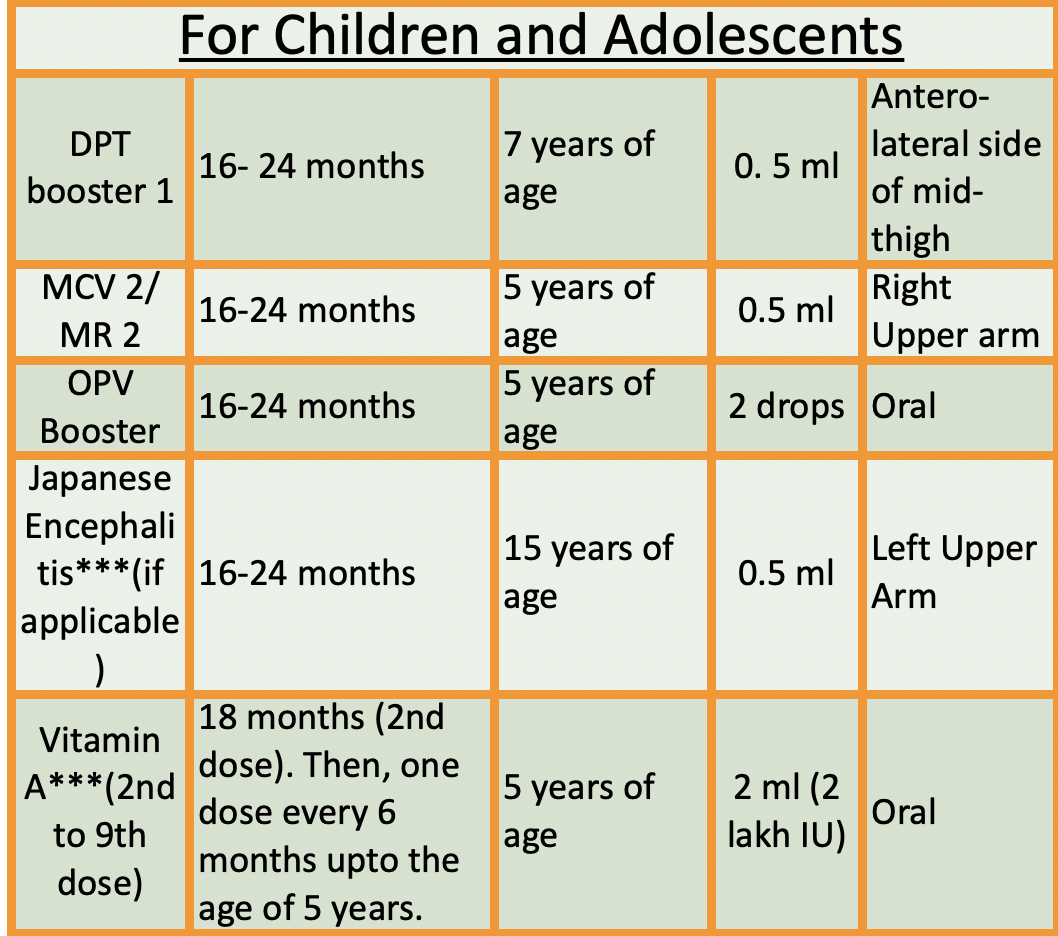 For Children and Adolescents
DPT
booster 1
16- 24 months
7 years of
age
0. 5 ml
Antero-
lateral side
of mid-
thigh
MCV 2/
MR 2
16-24 months
5 years of
age
0.5 ml
Right
Upper arm
OPV
Booster
16-24 months
5 years of
age
2 drops
Oral
Japanese
Encephali
tis***(if
applicable
)
16-24 months
15 years of
age
0.5 ml
Left Upper
Arm
Vitamin
A***(2nd
to 9th
dose)
18 months (2nd
dose). Then, one
dose every 6
months upto the
age of 5 years.
5 years of
age
2 ml (2
lakh IU)
Oral